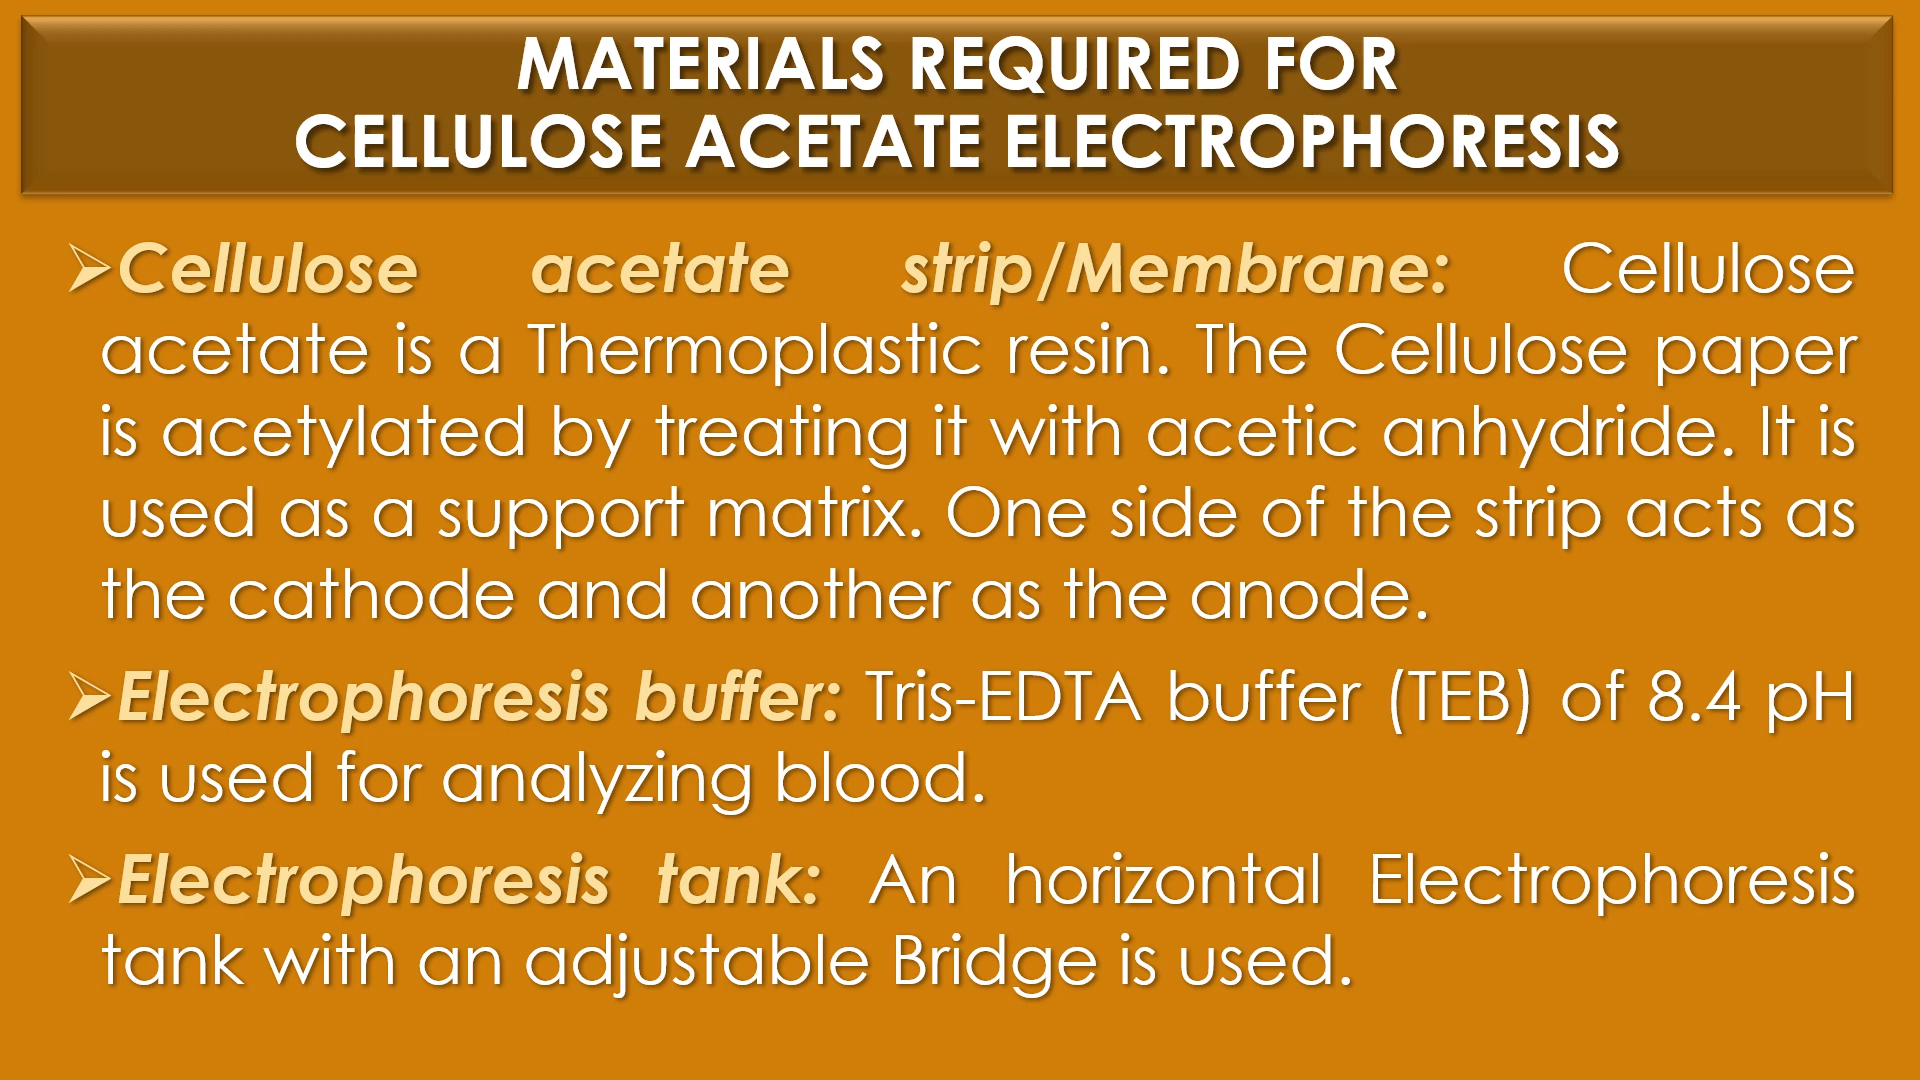 MATERIALS REQUIRED FOR
CELLULOSE ACETATE ELECTROPHORESIS
➢Cellulose acetate strip/Membrane: Cellulose
acetate is a Thermoplastic resin. The Cellulose paper
is acetylated by treating it with acetic anhydride. It is
used as a support matrix. One side of the strip acts as
the cathode and another as the anode.
➢Electrophoresis buffer: Tris-EDTA buffer (TEB) of 8.4 pH
is used for analyzing blood.
➢Electrophoresis tank: An horizontal Electrophoresis
tank with an adjustable Bridge is used.